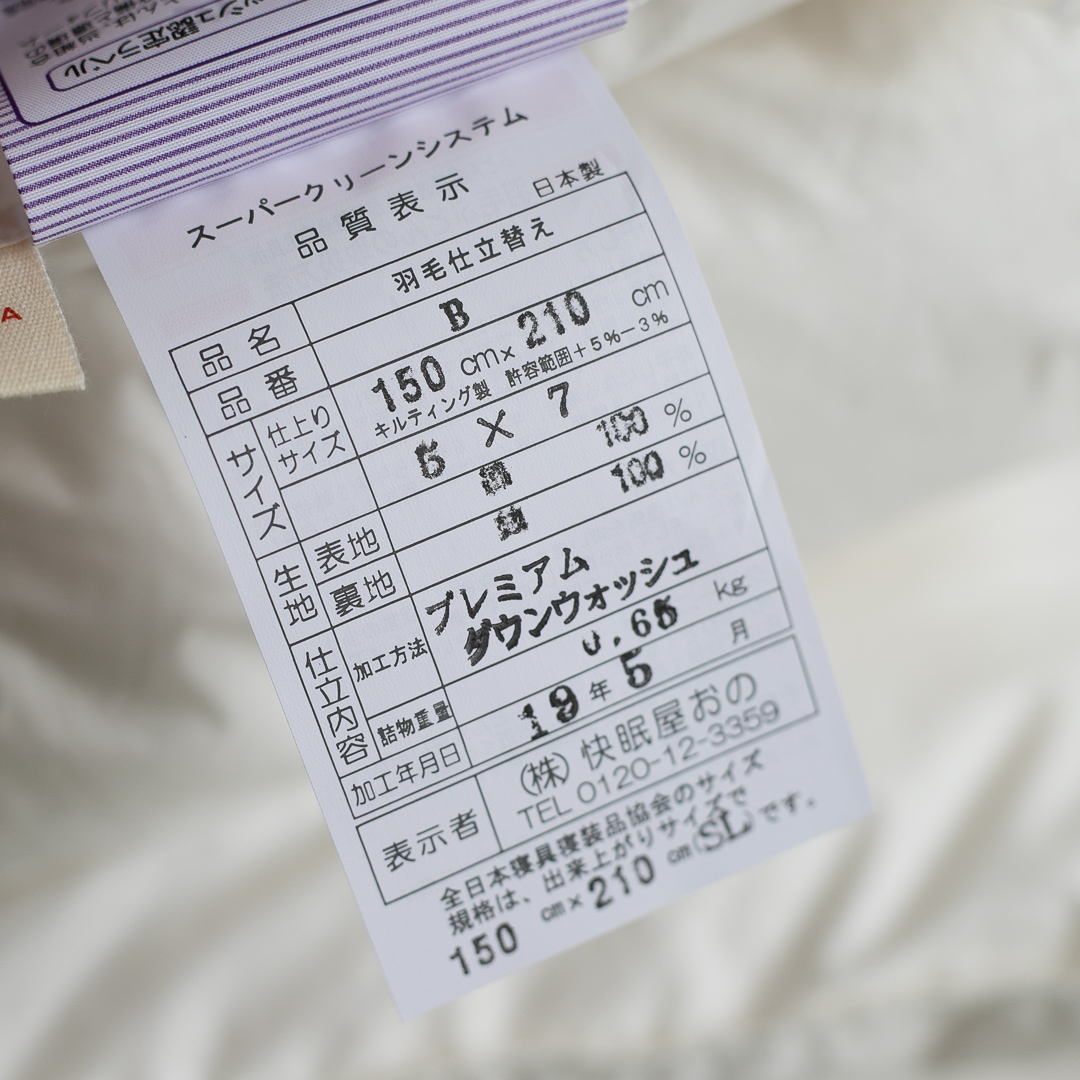 認定ラベル
A
スーパークリーンシステム
品質表示
日本製
品名 羽毛仕立替え
品番 B
サイズ 仕上りサイズ 150 cm× 210 cm
キルティング製 許容範囲+5%−3%
5 × 7
生地 表地 100 %
裏地 100 %
仕立内容 加工方法 プレミアム
ダウンウォッシュ
詰物重量 kg
加工年月日 19 年 5 月
表示者 (株) 快眠屋おの
TEL 0120-12-3359
全日本寝具寝装品協会のサイズ
規格は、出来上がりサイズで
150 cm× 210 cm(SL)です。